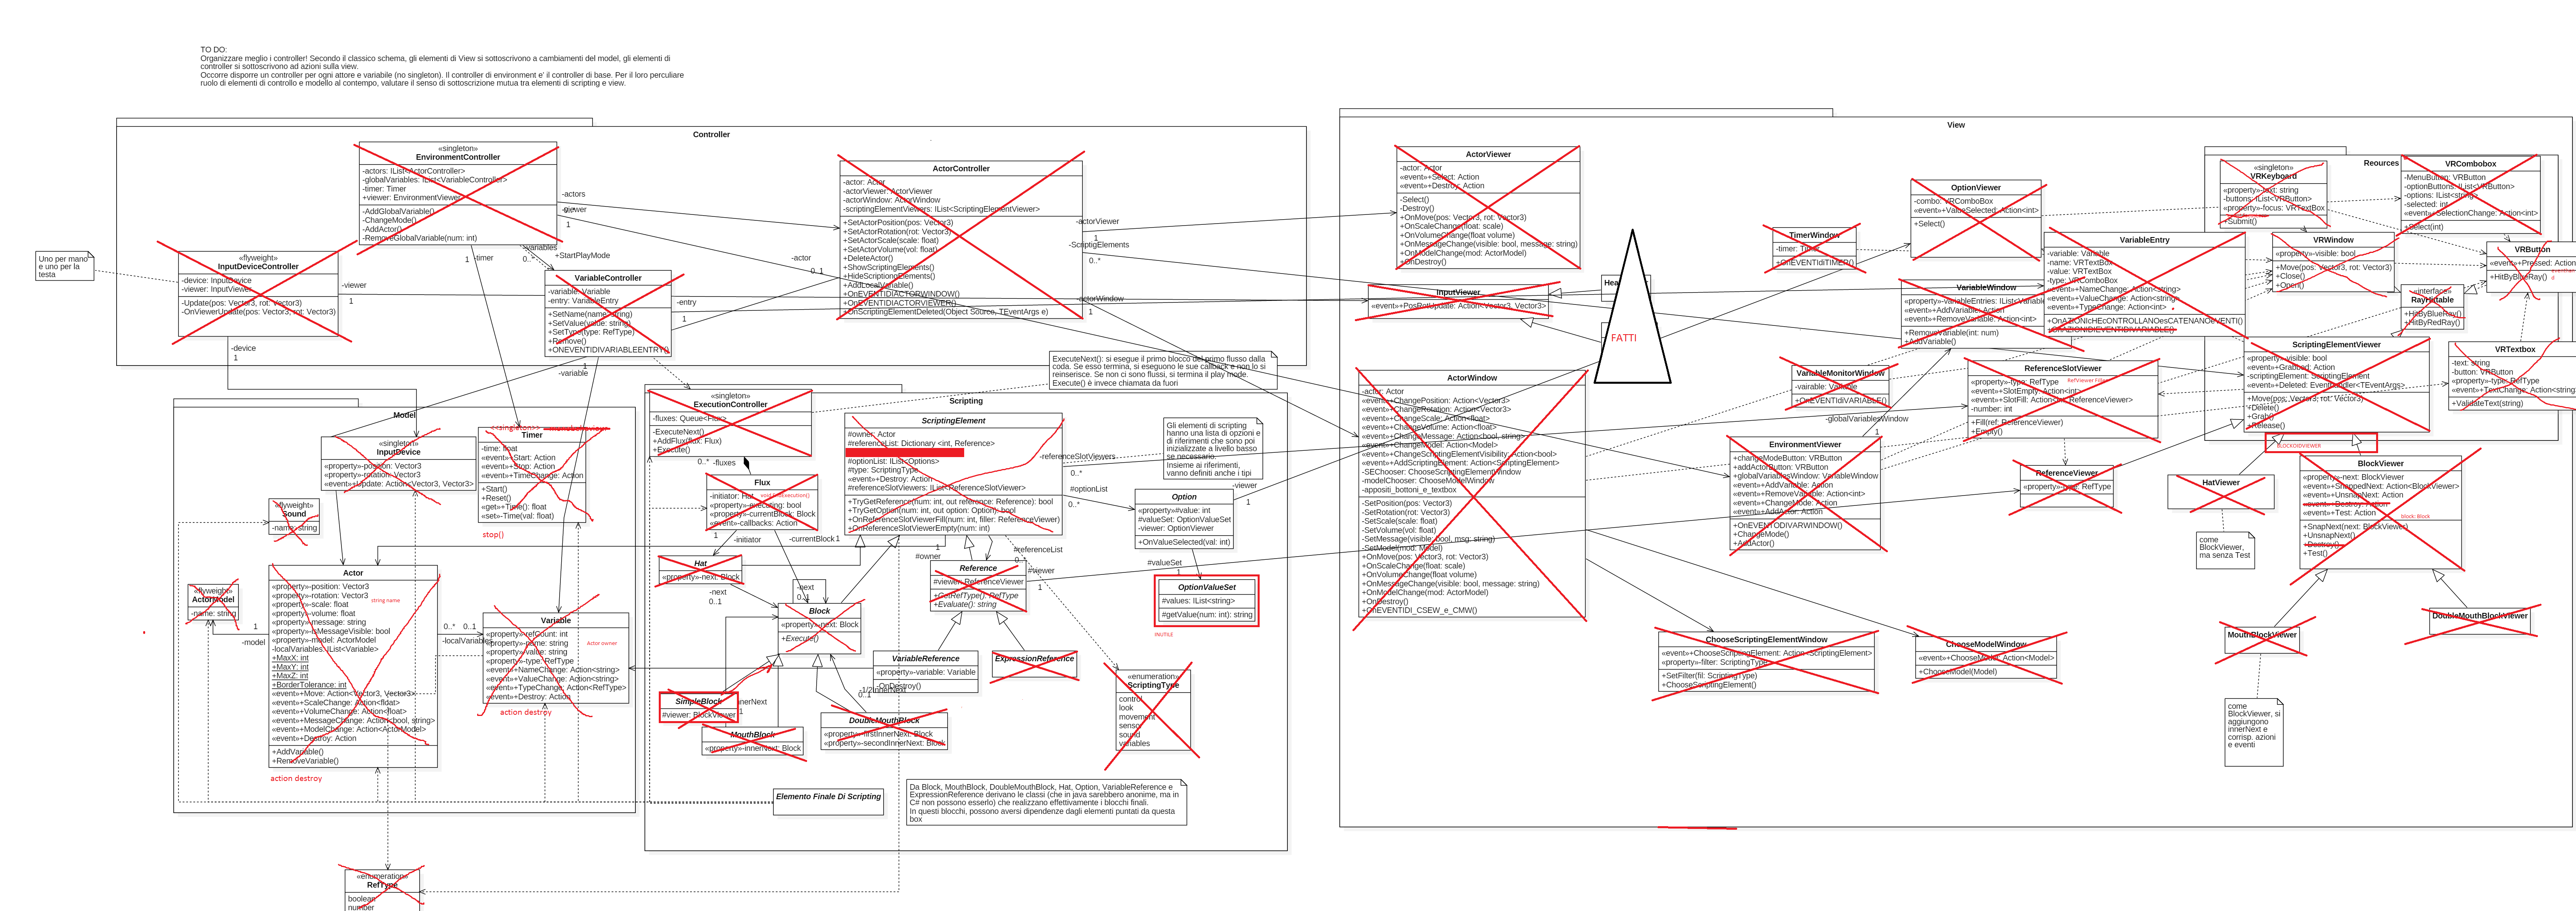 TO DO:
Organizzare meglio i controller! Secondo il classico schema, gli elementi di View si sottoscrivono a cambiamenti del model, gli elementi di
controller si sottoscrivono ad azioni sulla view.
Occorre disporre un controller per ogni attore e variabile (no singleton). Il controller di environment e' il controller di base. Per il loro peculiare
ruolo di elementi di controllo e modello al contempo, valutare il senso di sottoscrizione mutua tra elementi di scripting e view.
Controller
«singleton»
EnvironmentController
-actors: IList<ActorController>
-globalVariables: IList<VariableController>
-timer: Timer
+viewer: EnvironmentViewer
-AddGlobalVariable()
-ChangeMode()
-AddActor()
-RemoveGlobalVariable(num: int)
Uno per mano
e uno per la
testa
«flyweight»
InputDeviceController
-device: InputDevice
-viewer: InputViewer
-Update(pos: Vector3, rot: Vector3)
-OnViewerUpdate(pos: Vector3, rot: Vector3)
-viewer
1
-device
1
1
-timer
-variables
0..*
+StartPlayMode
-actors
1
VariableController
-variable: Variable
-entry: VariableEntry
+SetName(name: string)
+SetValue(value: string)
+SetType(type: RefType)
+Remove()
+ONEVENTIDIVARIABLEENTRY()
-entry
1
1
-variable
-actor
0..1
ActorController
-actor: Actor
-actorViewer: ActorViewer
-actorWindow: ActorWindow
-scriptingElementViewers: IList<ScriptingElementViewer>
+SetActorPosition(pos: Vector3)
+SetActorRotation(rot: Vector3)
+SetActorScale(scale: float)
+SetActorVolume(vol: float)
+DeleteActor()
+ShowScriptingElements()
+HideScriptiongElements()
+AddLocalVariable()
+OnEVENTIDIACTORWINDOW()
+OnEVENTIDIACTORVIEWER()
+OnScriptingElementDeleted(Object Source, TEventArgs e)
-actorViewer
1
-ScriptigElements
0..*
-actorWindow
1
ExecuteNext(): si esegue il primo blocco del primo flusso dalla
coda. Se esso termina, si eseguono le sue callback e non lo si
reinserisce. Se non ci sono flussi, si termina il play mode.
Execute() è invece chiamata da fuori
Model
«singleton»
InputDevice
«property»-position: Vector3
«property»-rotation: Vector3
«event»+Update: Action<Vector3, Vector3>
<<singleton>>
Timer
-time: float
«event»+Start: Action
«event»+Stop: Action
«event»+TimeChange: Action
+Start()
+Reset()
«get»+Time(): float
«set»-Time(val: float)
stop()
«flyweight»
Sound
-name: string
«flyweight»
ActorModel
-name: string
1
-model
Actor
«property»-position: Vector3
«property»-rotation: Vector3
«property»-scale: float
«property»-volume: float
«property»-message: string
«property»-isMessageVisible: bool
«property»-model: ActorModel
-localVariables: IList<Variable>
+MaxX: int
+MaxY: int
+MaxZ: int
+BorderTolerance: int
«event»+Move: Action<Vector3, Vector3>
«event»+ScaleChange: Action<float>
«event»+VolumeChange: Action<float>
«event»+MessageChange: Action<bool, string>
«event»+ModelChange: Action<ActorModel>
«event»+Destroy: Action
+AddVariable()
+RemoveVariable()
string name
action destroy
0..*
0..1
-localVariables
Variable
«property»-refCount: int
«property»-name: string
«property»-value: string
«property»-type: RefType
«event»+NameChange: Action<string>
«event»+ValueChange: Action<string>
«event»+TypeChange: Action<RefType>
«event»+Destroy: Action
Actor owner
action destroy
«enumeration»
RefType
boolean
number
Scripting
«singleton»
ExecutionController
-fluxes: Queue<Flux>
-ExecuteNext()
+AddFlux(flux: Flux)
+Execute()
0..*
-fluxes
Flux
-initiator: Hat
«property»-executing: bool
«property»-currentBlock: Block
«event»-callbacks: Action
1
-initiator
-currentBlock
1
ScriptingElement
#owner: Actor
#referenceList: Dictionary <int, Reference>
#optionList: IList<Options>
#type: ScriptingType
«event»+Destroy: Action
#referenceSlotViewers: IList<ReferenceSlotViewer>
+TryGetReference(num: int, out reference: Reference): bool
+TryGetOption(num: int, out option: Option): bool
+OnReferenceSlotViewerFill(num: int, filler: ReferenceViewer)
+OnReferenceSlotViewerEmpty(num: int)
-referenceSlotViewers
0..*
#optionList
0..*
Gli elementi di scripting
hanno una lista di opzioni e
di riferimenti che sono poi
inizializzate a livello basso
se necessario.
Insieme ai riferimenti,
vanno definiti anche i tipi
Option
«property»#value: int
#valueSet: OptionValueSet
-viewer: OptionViewer
+OnValueSelected(val: int)
-viewer
1
#valueSet
1
OptionValueSet
#values: IList<string>
#getValue(num: int): string
INUTILE
Hat
«property»-next: Block
-next
0..1
-next
0..1
Block
«property»-next: Block
+Execute()
#owner
1
#referenceList
0..*
Reference
#viewer: ReferenceViewer
+GetRefType(): RefType
+Evaluate(): string
#viewer
1
VariableReference
«property»-variable: Variable
-OnDestroy()
ExpressionReference
«enumeration»
ScriptingType
control
look
movement
sensor
sound
variables
SimpleBlock
#viewer: BlockViewer
1
MouthBlock
«property»-innerNext: Block
0..1
DoubleMouthBlock
«property»-firstInnerNext: Block
«property»-secondInnerNext: Block
Elemento Finale Di Scripting
Da Block, MouthBlock, DoubleMouthBlock, Hat, Option, VariableReference e
ExpressionReference derivano le classi (che in java sarebbero anonime, ma in
C# non possono esserlo) che realizzano effettivamente i blocchi finali.
In questi blocchi, possono aversi dipendenze dagli elementi puntati da questa
box
View
ActorViewer
-actor: Actor
«event»+Select: Action
«event»+Destroy: Action
-Select()
-Destroy()
+OnMove(pos: Vector3, rot: Vector3)
+OnScaleChange(float: scale)
+OnVolumeChange(float volume)
+OnMessageChange(visible: bool, message: string)
+OnModelChange(mod: ActorModel)
+OnDestroy()
InputViewer
«event»+PosRotUpdate: Action<Vector3, Vector3>
FATTI
ActorWindow
-actor: Actor
«event»+ChangePosition: Action<Vector3>
«event»+ChangeRotation: Action<Vector3>
«event»+ChangeScale: Action<float>
«event»+ChangeVolume: Action<float>
«event»+ChangeMessage: Action<bool, string>
«event»+ChangeModel: Action<Model>
«event»+ChangeScriptingElementVisibility: Action<bool>
«event»+AddScriptingElement: Action<ScriptingElement>
-SEChooser: ChooseScriptingElementWindow
-modelChooser: ChooseModelWindow
-appositi_bottoni_e_textbox
-SetPosition(pos: Vector3)
-SetRotation(rot: Vector3)
-SetScale(scale: float)
-SetVolume(vol: float)
-SetMessage(visible: bool, msg: string)
-SetModel(mod: Model)
+OnMove(pos: Vector3, rot: Vector3)
+OnScaleChange(float: scale)
+OnVolumeChange(float volume)
+OnMessageChange(visible: bool, message: string)
+OnModelChange(mod: ActorModel)
+OnDestroy()
+OnEVENTIDI_CSEW_e_CMW()
TimerWindow
-timer: Timer
+OnEVENTIdiTIMER()
OptionViewer
-combo: VRComboBox
«event»+ValueSelected: Action<int>
+Select()
VariableWindow
«property»-variableEntries: IList<Variable
«event»+AddVariable: Action
«event»+RemoveVariable: Action<int>
+RemoveVariable(int: num)
+AddVariable()
VariableEntry
-variable: Variable
-name: VRTextBox
-value: VRTextBox
-type: VRComboBox
«event»+NameChange: Action<string>
«event»+ValueChange: Action<string>
«event»+TypeChange: Action<int>
+OnAZIONIcHEcONTROLLANOesCATENANOeVENTI()
+OnAZIONIDIEVENTIDIVARIABLE()
VariableMonitorWindow
-vairable: Variable
+OnEVENTIdiVARIABLE()
-globalVariablesWindow
1
EnvironmentViewer
+changeModeButton: VRButton
+addActorButton: VRButton
+globalVariablesWindow: VariableWindow
«event»+AddVariable: Action
«event»+RemoveVariable: Action<int>
«event»+ChangeMode: Action
«event»+AddActor: Action
+OnEVENTODIVARWINDOW()
+ChangeMode()
+AddActor()
ReferenceSlotViewer
«property»-type: RefType
«event»+SlotEmpty: Action<int>
«event»+SlotFill: Action<int, ReferenceViewer>
-number: int
+Fill(ref: ReferenceViewer)
+Empty()
RefViewer Filler
ReferenceViewer
«property»-type: RefType
ChooseScriptingElementWindow
«event»+ChooseScriptingElement: Action<ScriptingElement>
«property»-filter: ScriptingType
+SetFilter(fil: ScriptingType)
+ChooseScriptingElement()
ChooseModelWindow
«event»+ChooseModel: Action<Model>
+ChooseModel(Model)
Reources
«singleton»
VRKeyboard
«property»-text: string
-buttons: IList<VRButton>
«property»-focus: VRTextBox
+Submit()
VRCombobox
-MenuButton: VRButton
-optionButtons: IList<VRButton>
-options: IList<string>
-selected: int
«event»+SelectionChange: Action<int>
+Select(int)
VRWindow
«property»-visible: bool
+Move(pos: Vector3, rot: Vector3)
+Close()
+Open()
VRButton
«event»+Pressed: Action
+HitByBlueRay()
«interface»
RayHittable
+HitByBlueRay()
+HitByRedRay()
ScriptingElementViewer
«property»-visible: bool
«event»+Grabbed: Action
-scriptingElement: ScriptingElement
«event»+Deleted: EventHandler<TEventArgs>
+Move(pos: Vector3, rot: Vector3)
+Delete()
+Grab()
+Release()
VRTextbox
-text: string
-button: VRButton
«property»-type: RefType
«event»+TextChange: Action<string>
+ValidateText(string)
BLOCKOIDVIEWER
HatViewer
come
BlockViewer,
ma senza Test
BlockViewer
«property»-next: BlockViewer
«event»+SnappedNext: Action<BlockViewer>
«event»+UnsnapNext: Action
«event»+Destroy: Action
«event»+Test: Action
block: Block
+SnapNext(next: BlockViewer)
+UnsnapNext()
+Destroy()
+Test()
MouthBlockViewer
DoubleMouthBlockViewer
come
BlockViewer, si
aggiungono
innerNext e
corrisp. azioni
e eventi